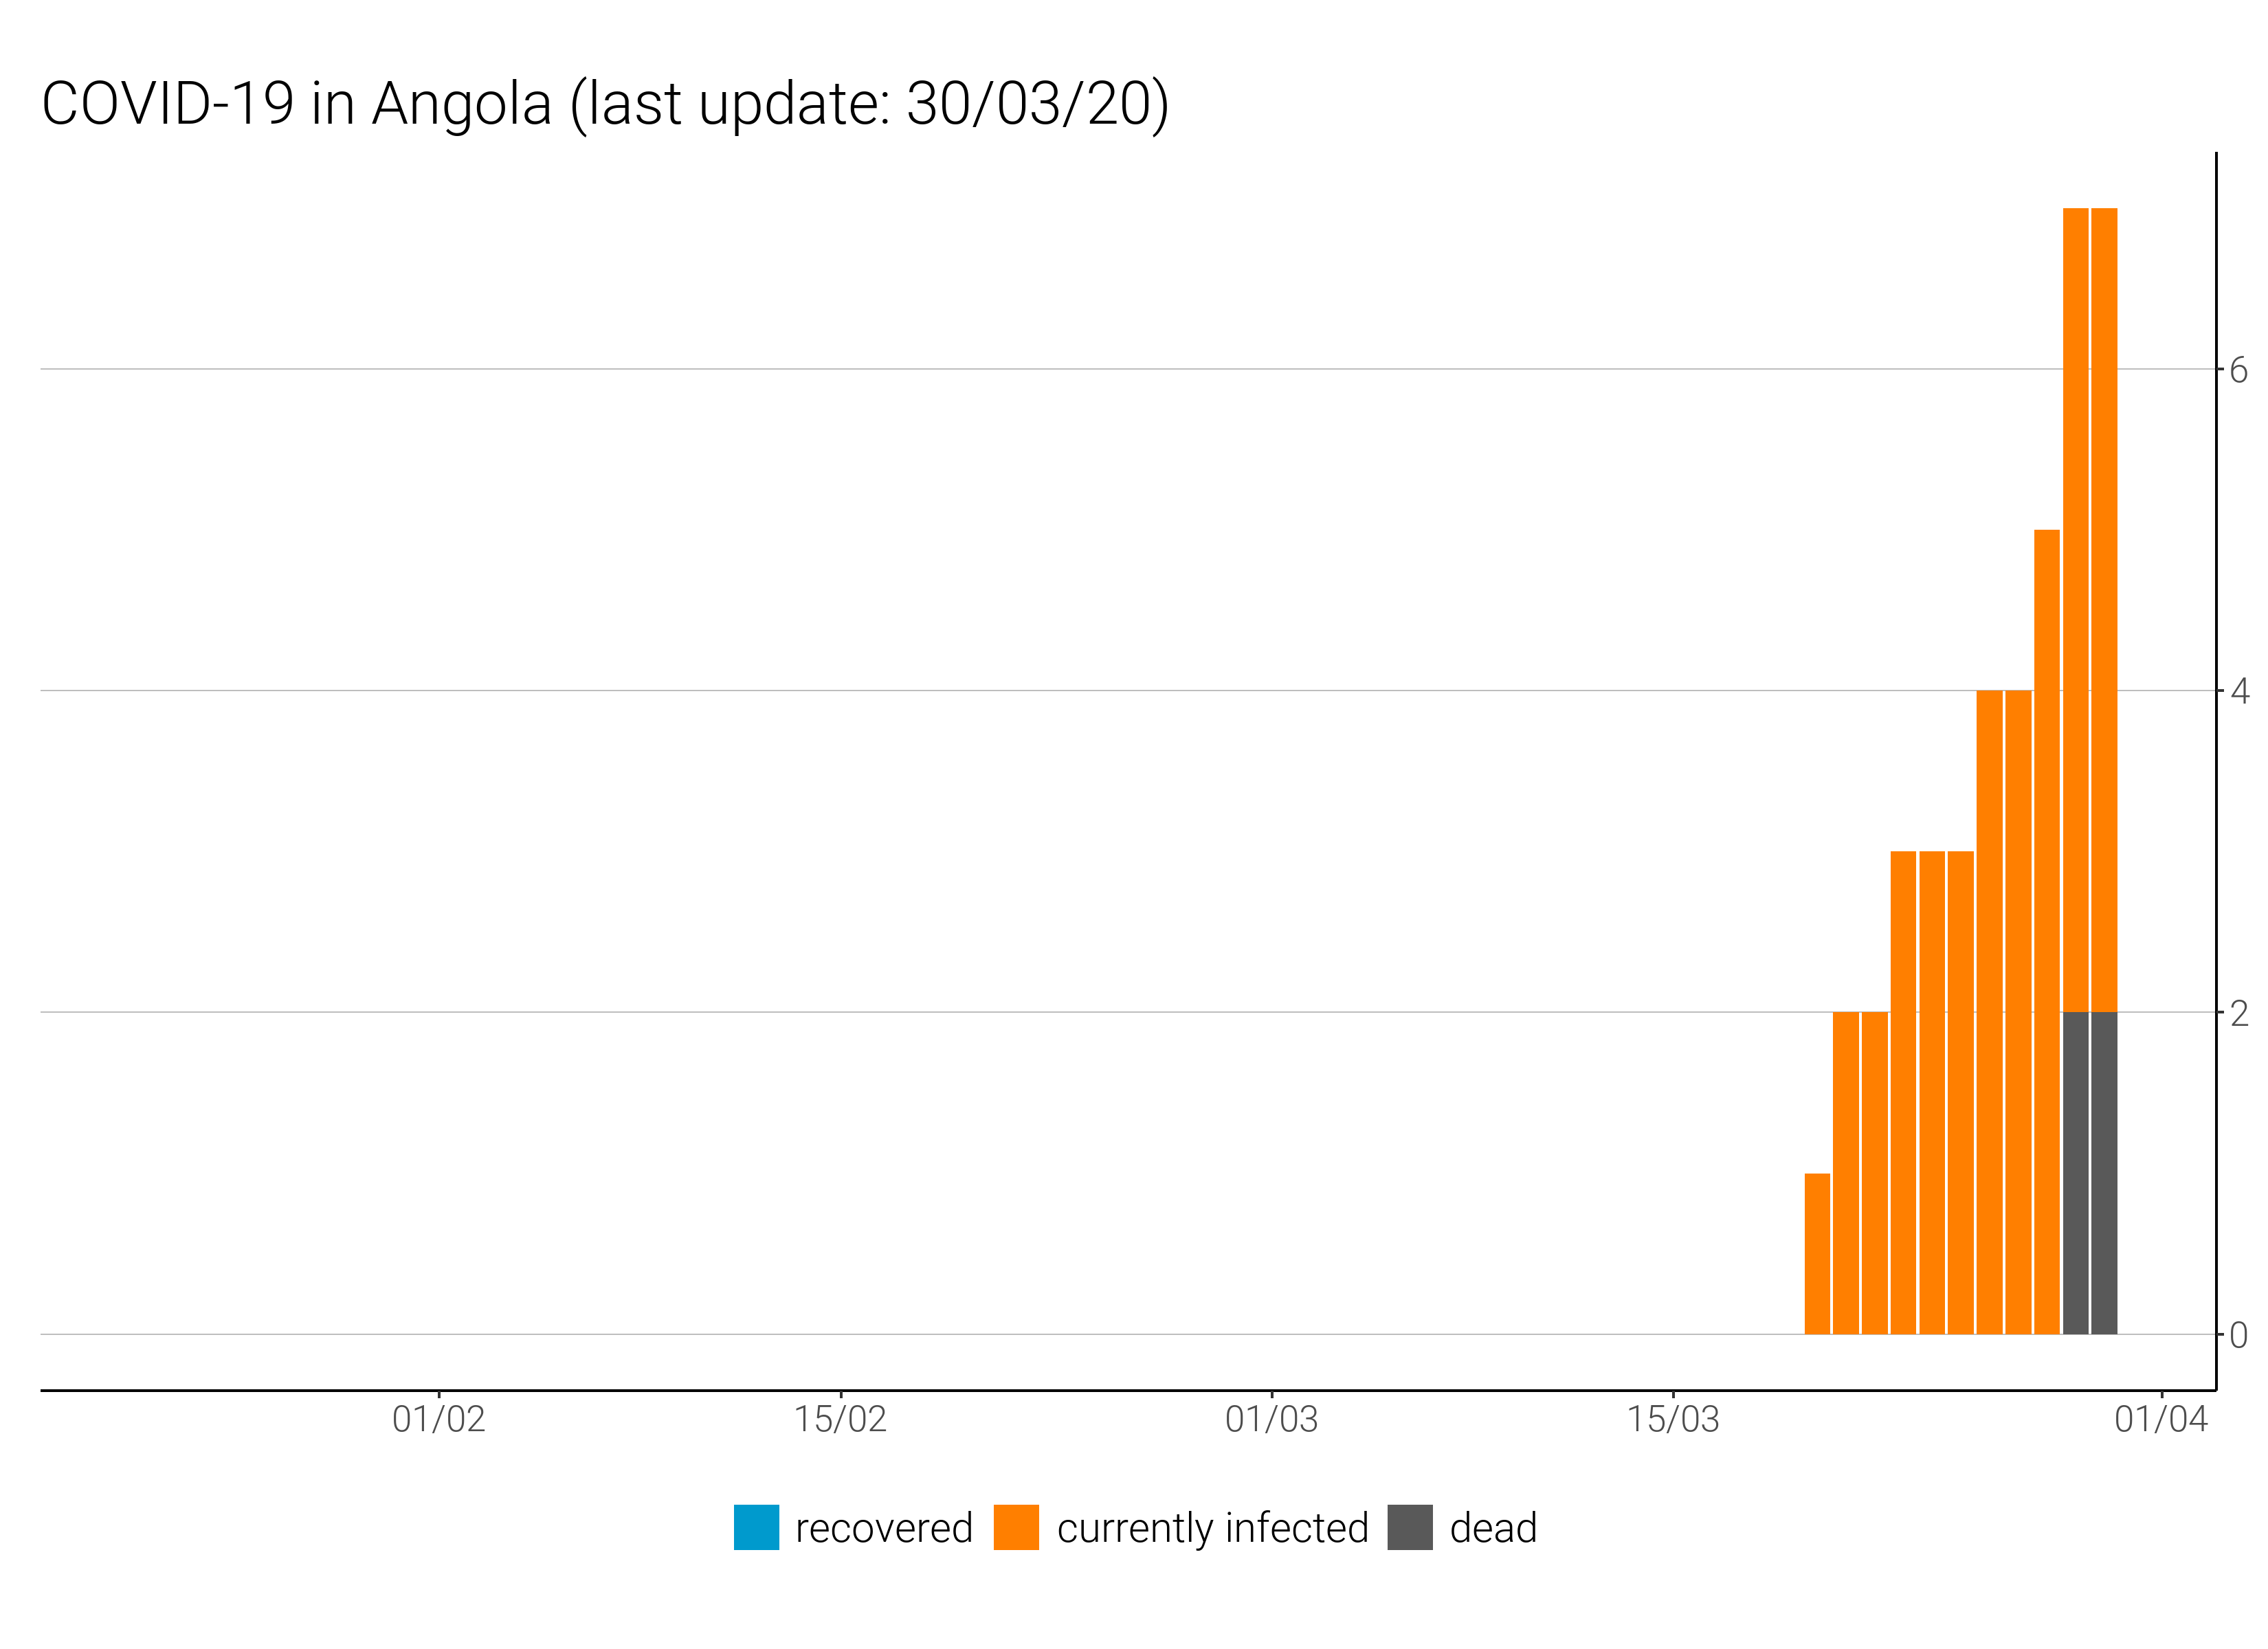 COVID-19 in Angola (last update: 30/03/20)
6
4
2
0
01/02 15/02 01/03 15/03 01/04
recovered currently infected dead